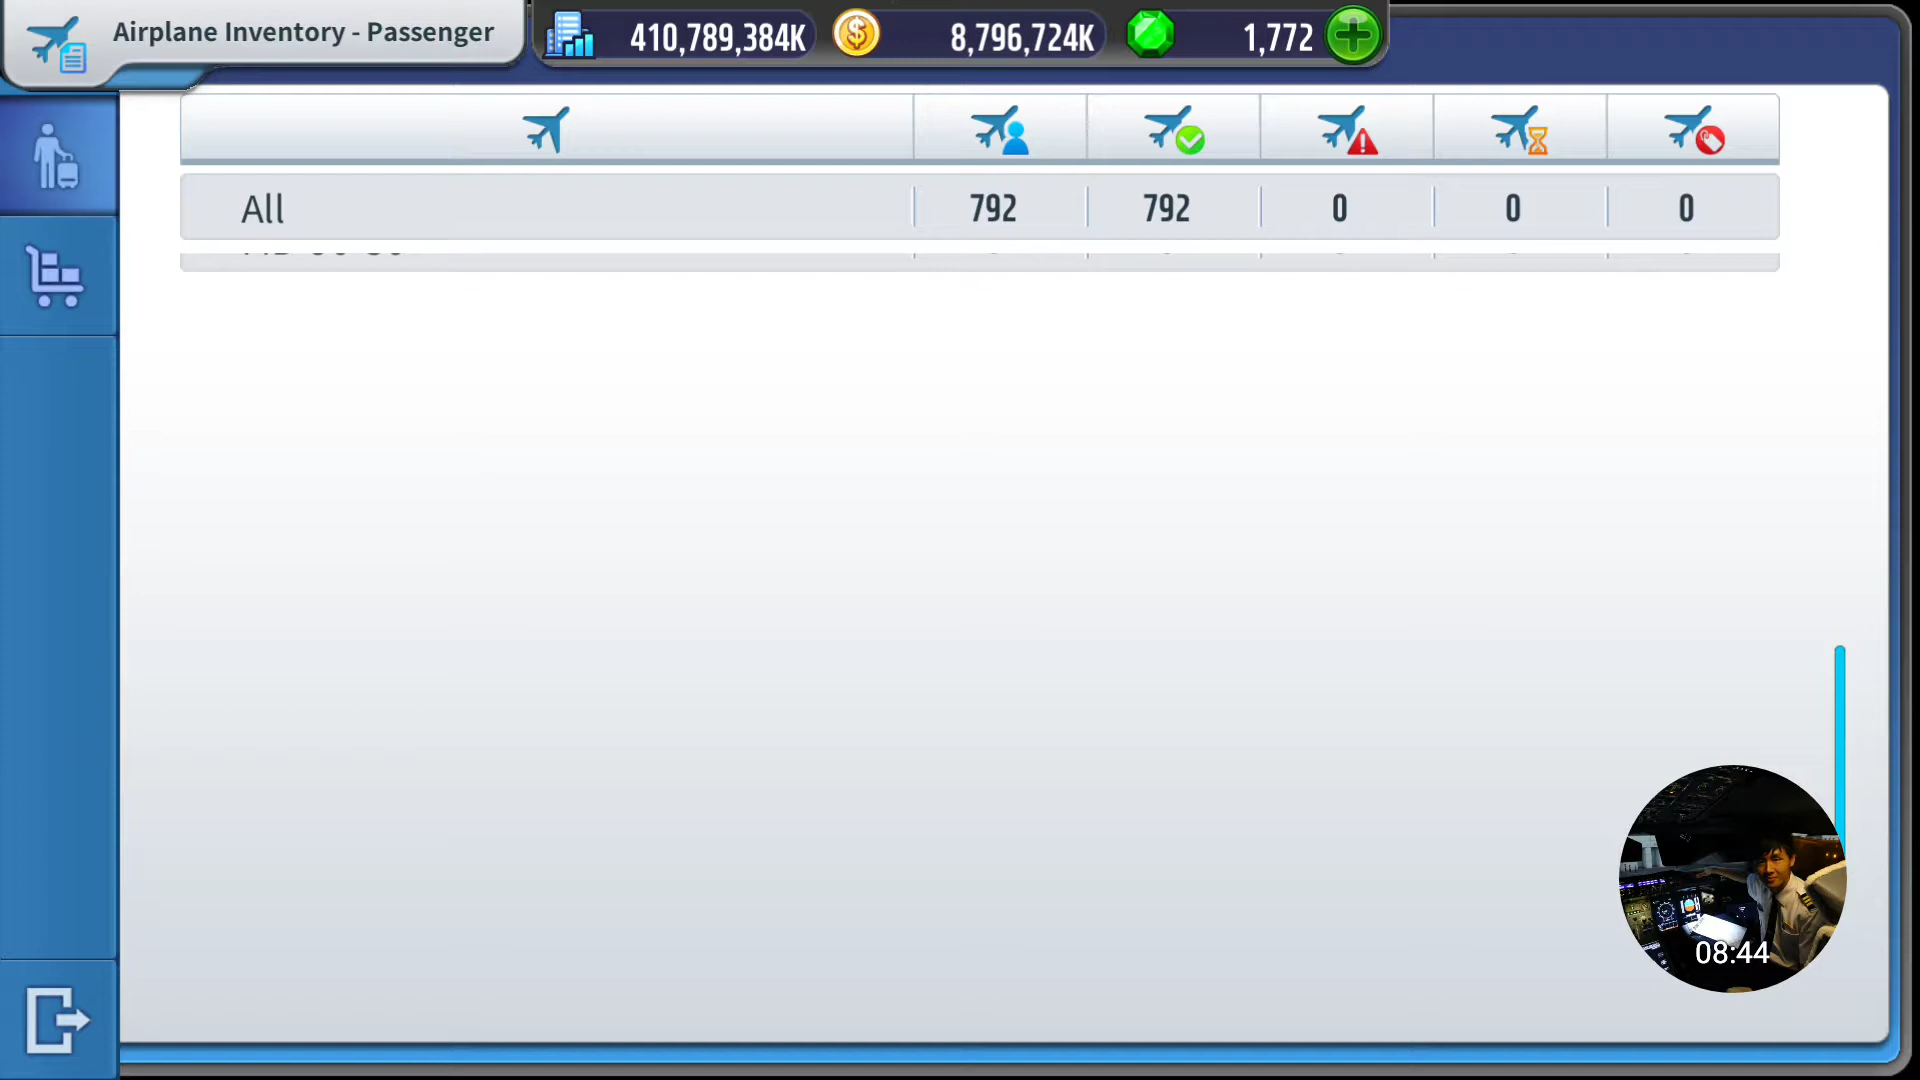 Airplane Inventory - Passenger
410,789,384K
8,796,724K
1,772
All 792 792 0 0 0
08:44